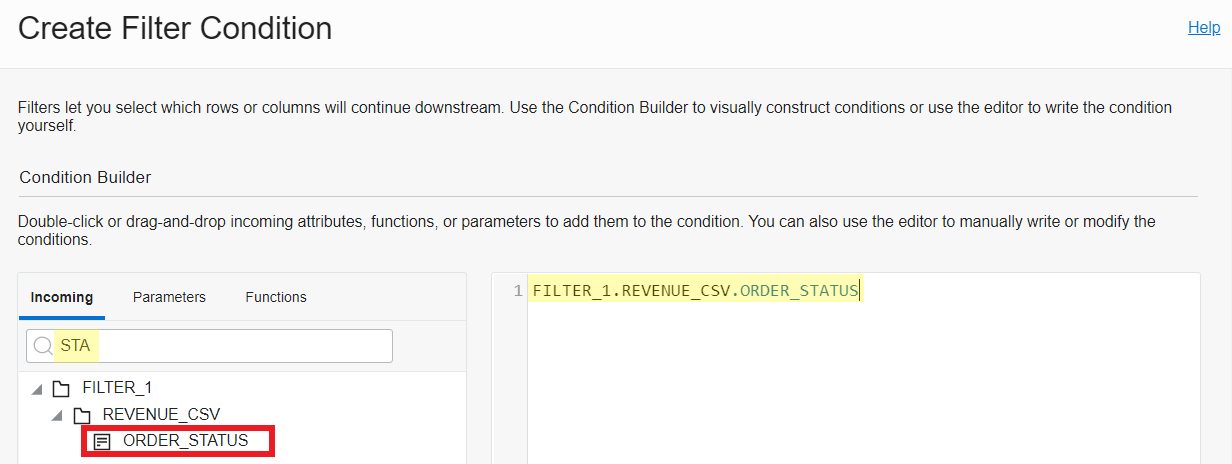 Create Filter Condition
Help
Filters let you select which rows or columns will continue downstream. Use the Condition Builder to visually construct conditions or use the editor to write the condition
yourself.
Condition Builder
Double-click or drag-and-drop incoming attributes, functions, or parameters to add them to the condition. You can also use the editor to manually write or modify the
conditions.
Incoming Parameters Functions
STA
FILTER_1
REVENUE_CSV
ORDER_STATUS
1 FILTER_1.REVENUE_CSV.ORDER_STATUS